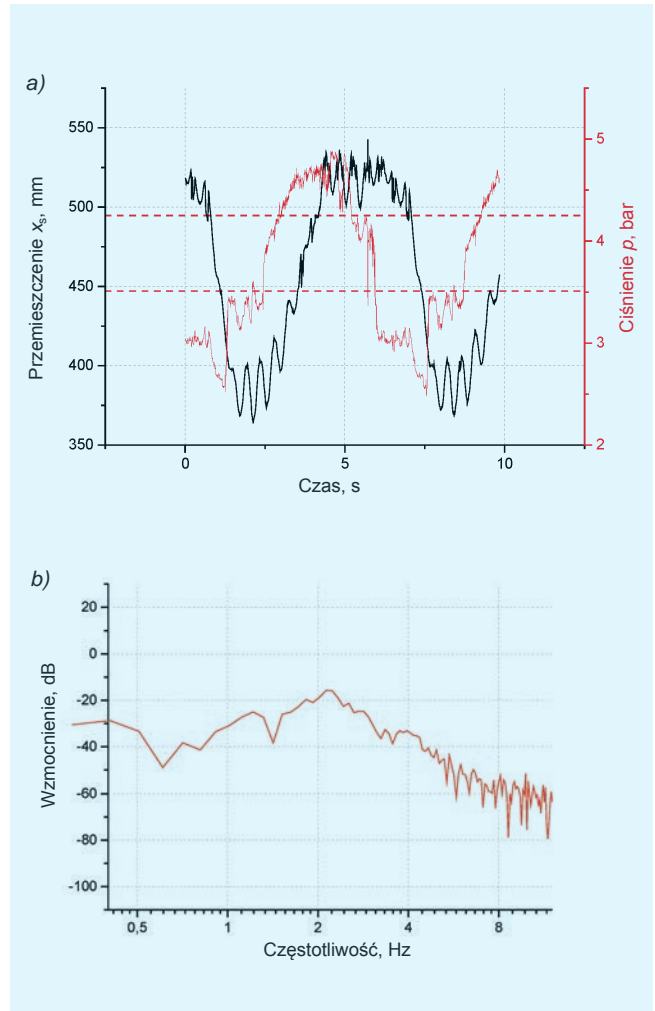 a)
550
500
450
400
350
Przemieszczenie xs, mm
5
4
3
2
Ciśnienie p, bar
0 5 10
Czas, s
b)
20
0
-20
-40
-60
-80
-100
Wzmocnienie, dB
0,5 1 2 4 8
Częstotliwość, Hz